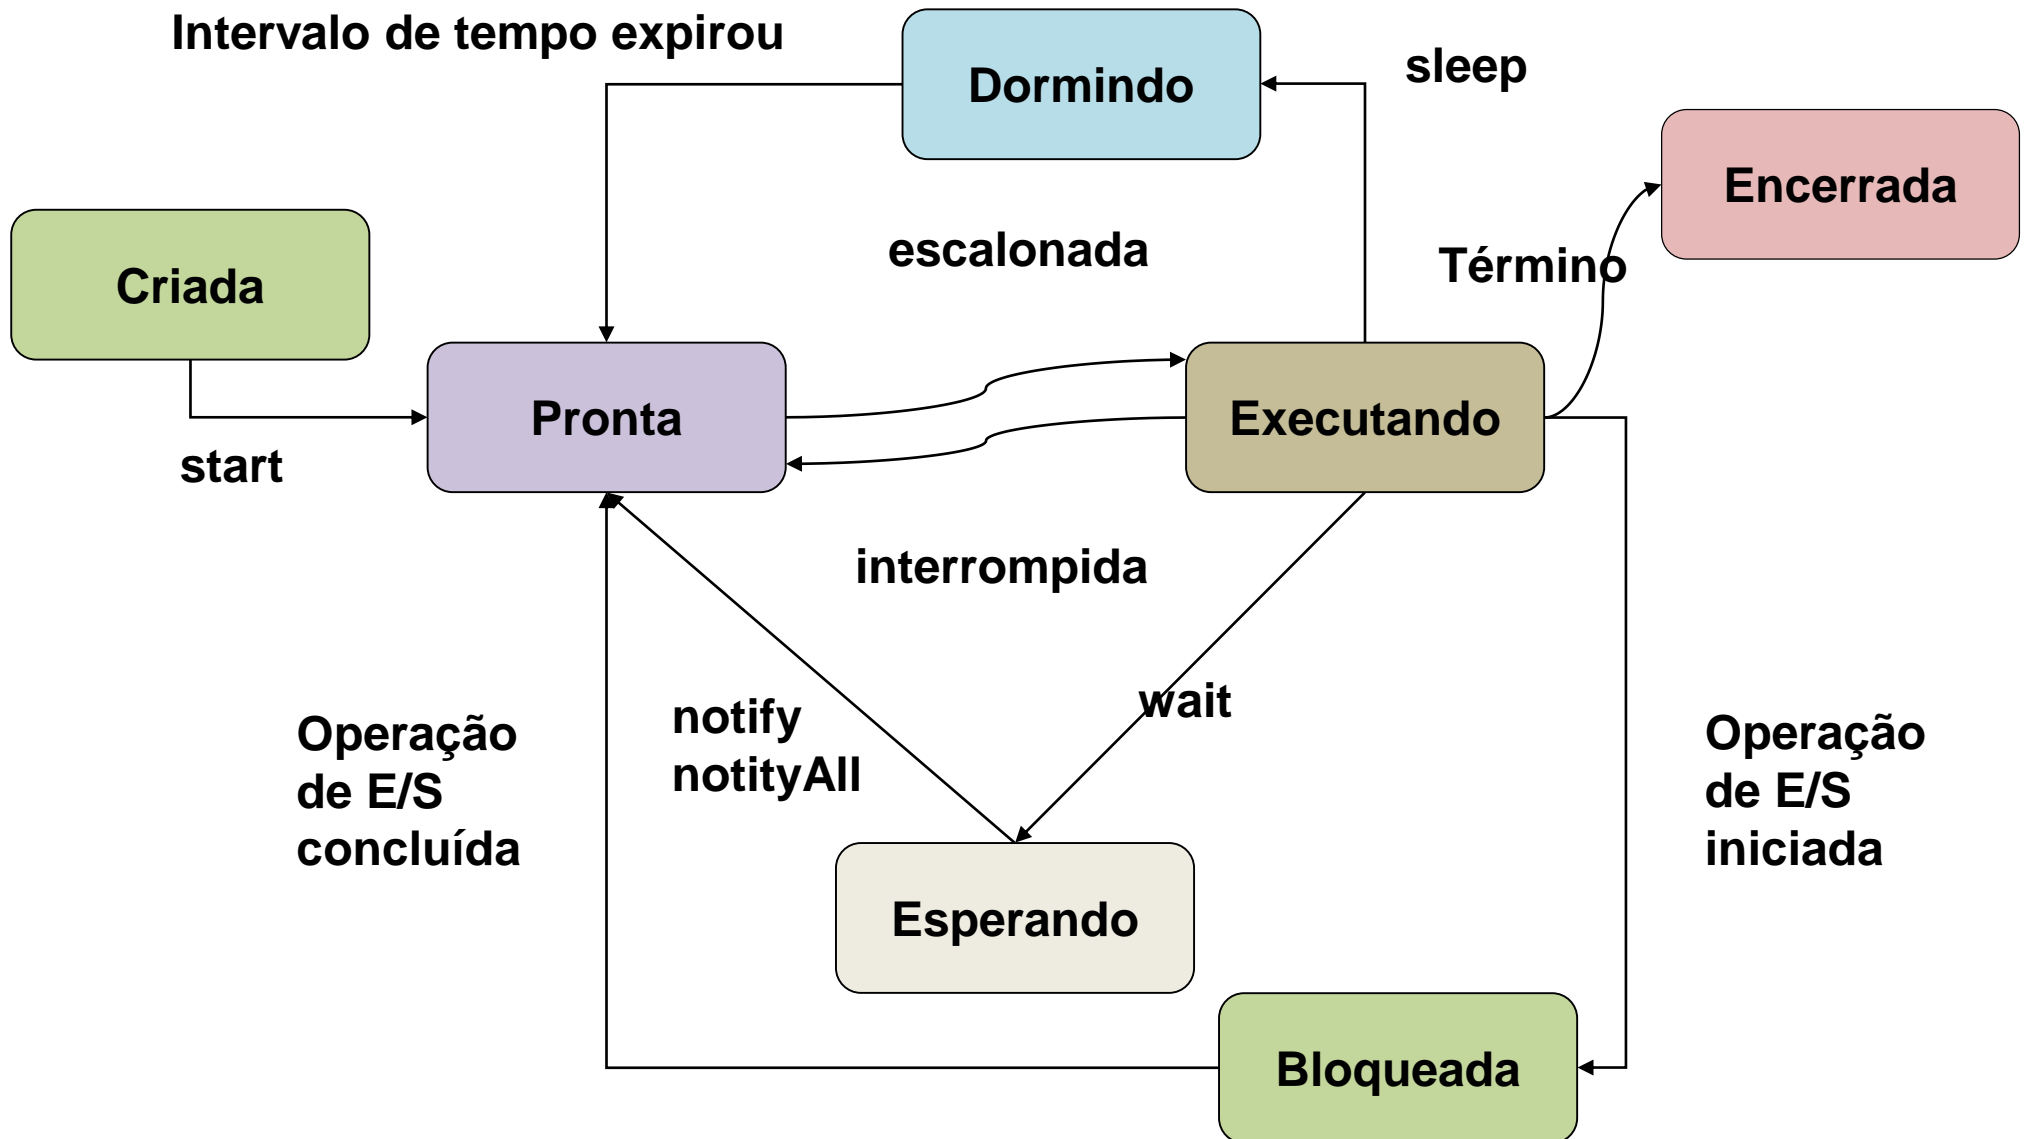 Intervalo de tempo expirou
Dormindo
sleep
Encerrada
escalonada
Término
Criada
Pronta
Executando
start
interrompida
wait
notify
notityAll
Operação
de E/S
concluída
Operação
de E/S
iniciada
Esperando
Bloqueada